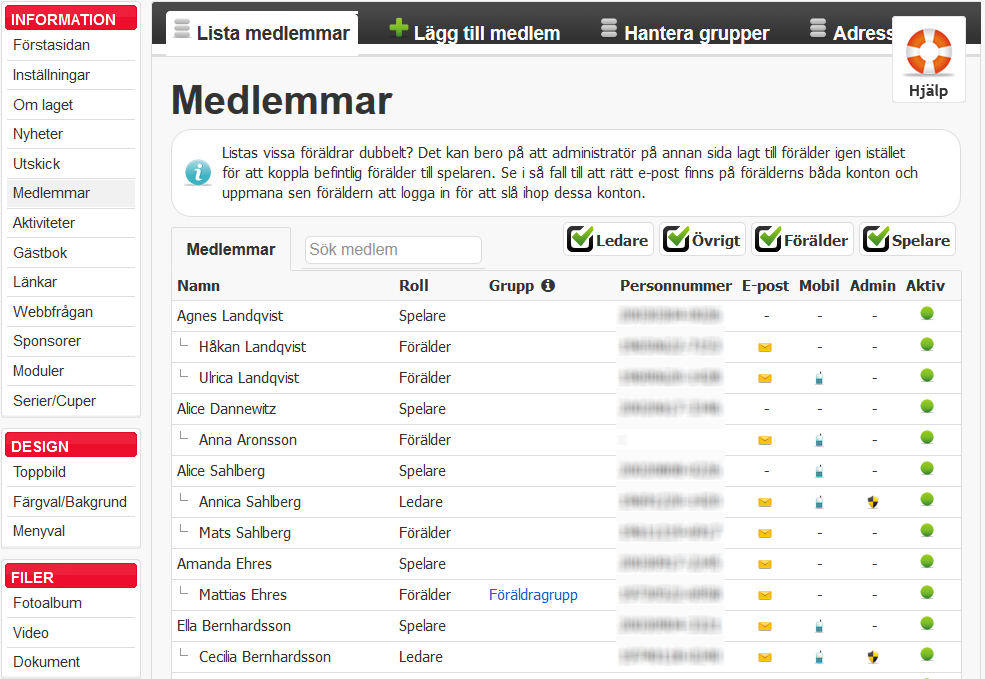 INFORMATION
Förstasidan
Inställningar
Om laget
Nyheter
Utskick
Medlemmar
Aktiviteter
Gästbok
Länkar
Webbfrågan
Sponsorer
Moduler
Serier/Cuper
DESIGN
Toppbild
Färgval/Bakgrund
Menyval
FILER
Fotoalbum
Video
Dokument
Lista medlemmar Lägg till medlem Hantera grupper Adress
Hjälp
Medlemmar
Listas vissa föräldrar dubbelt? Det kan bero på att administratör på annan sida lagt till förälder igen istället
för att koppla befintlig förälder till spelaren. Se i så fall till att rätt e-post finns på förälderns båda konton och
uppmana sen föräldern att logga in för att slå ihop dessa konton.
Medlemmar Sök medlem Ledare Övrigt Förälder Spelare
Namn Roll Grupp Personnummer E-post Mobil Admin Aktiv
Agnes Landqvist Spelare - - -
Håkan Landqvist Förälder - -
Ulrica Landqvist Förälder -
Alice Dannewitz Spelare - - -
Anna Aronsson Förälder -
Alice Sahlberg Spelare - -
Annica Sahlberg Ledare
Mats Sahlberg Förälder - -
Amanda Ehres Spelare - -
Mattias Ehres Förälder Föräldragrupp - -
Ella Bernhardsson Spelare -
Cecilia Bernhardsson Ledare